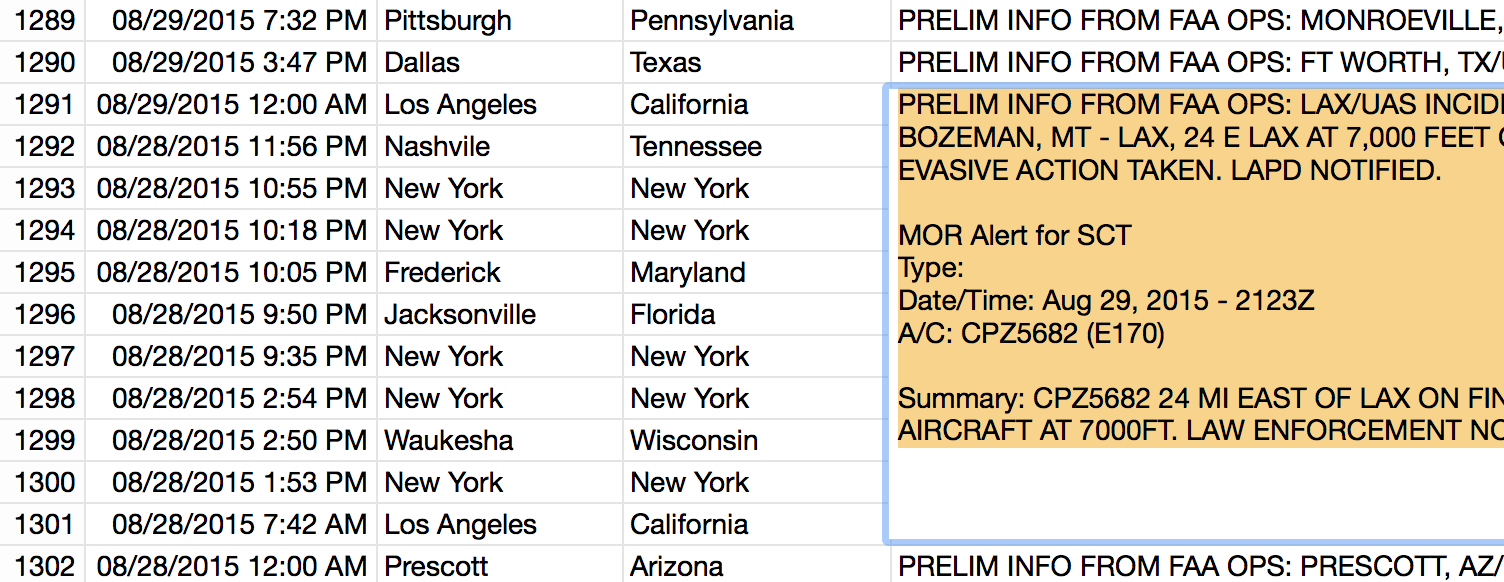 1289 08/29/2015 7:32 PM Pittsburgh Pennsylvania PRELIM INFO FROM FAA OPS: MONROEVILLE,
1290 08/29/2015 3:47 PM Dallas Texas PRELIM INFO FROM FAA OPS: FT WORTH, TX/
1291 08/29/2015 12:00 AM Los Angeles California PRELIM INFO FROM FAA OPS: LAX/UAS
BOZEMAN, MT - LAX, 24 E LAX AT 7,000 FEET
1292 08/28/2015 11:56 PM Nashvile Tennessee
EVASIVE ACTION TAKEN. LAPD NOTIFIED.
1293 08/28/2015 10:55 PM New York New York
1294 08/28/2015 10:18 PM New York New York MOR Alert for SCT
1295 08/28/2015 10:05 PM Frederick Maryland Type:
Date/Time: Aug 29, 2015 - 2123Z
1296 08/28/2015 9:50 PM Jacksonville Florida
A/C: CPZ5682 (E170)
1297 08/28/2015 9:35 PM New York New York
1298 08/28/2015 2:54 PM New York New York Summary: CPZ5682 24 MI EAST OF LAX ON
1299 08/28/2015 2:50 PM Waukesha Wisconsin AIRCRAFT AT 7000FT. LAW ENFORCEMENT
1300 08/28/2015 1:53 PM New York New York
1301 08/28/2015 7:42 AM Los Angeles California
1302 08/28/2015 12:00 AM Prescott Arizona PRELIM INFO FROM FAA OPS: PRESCOTT, AZ/